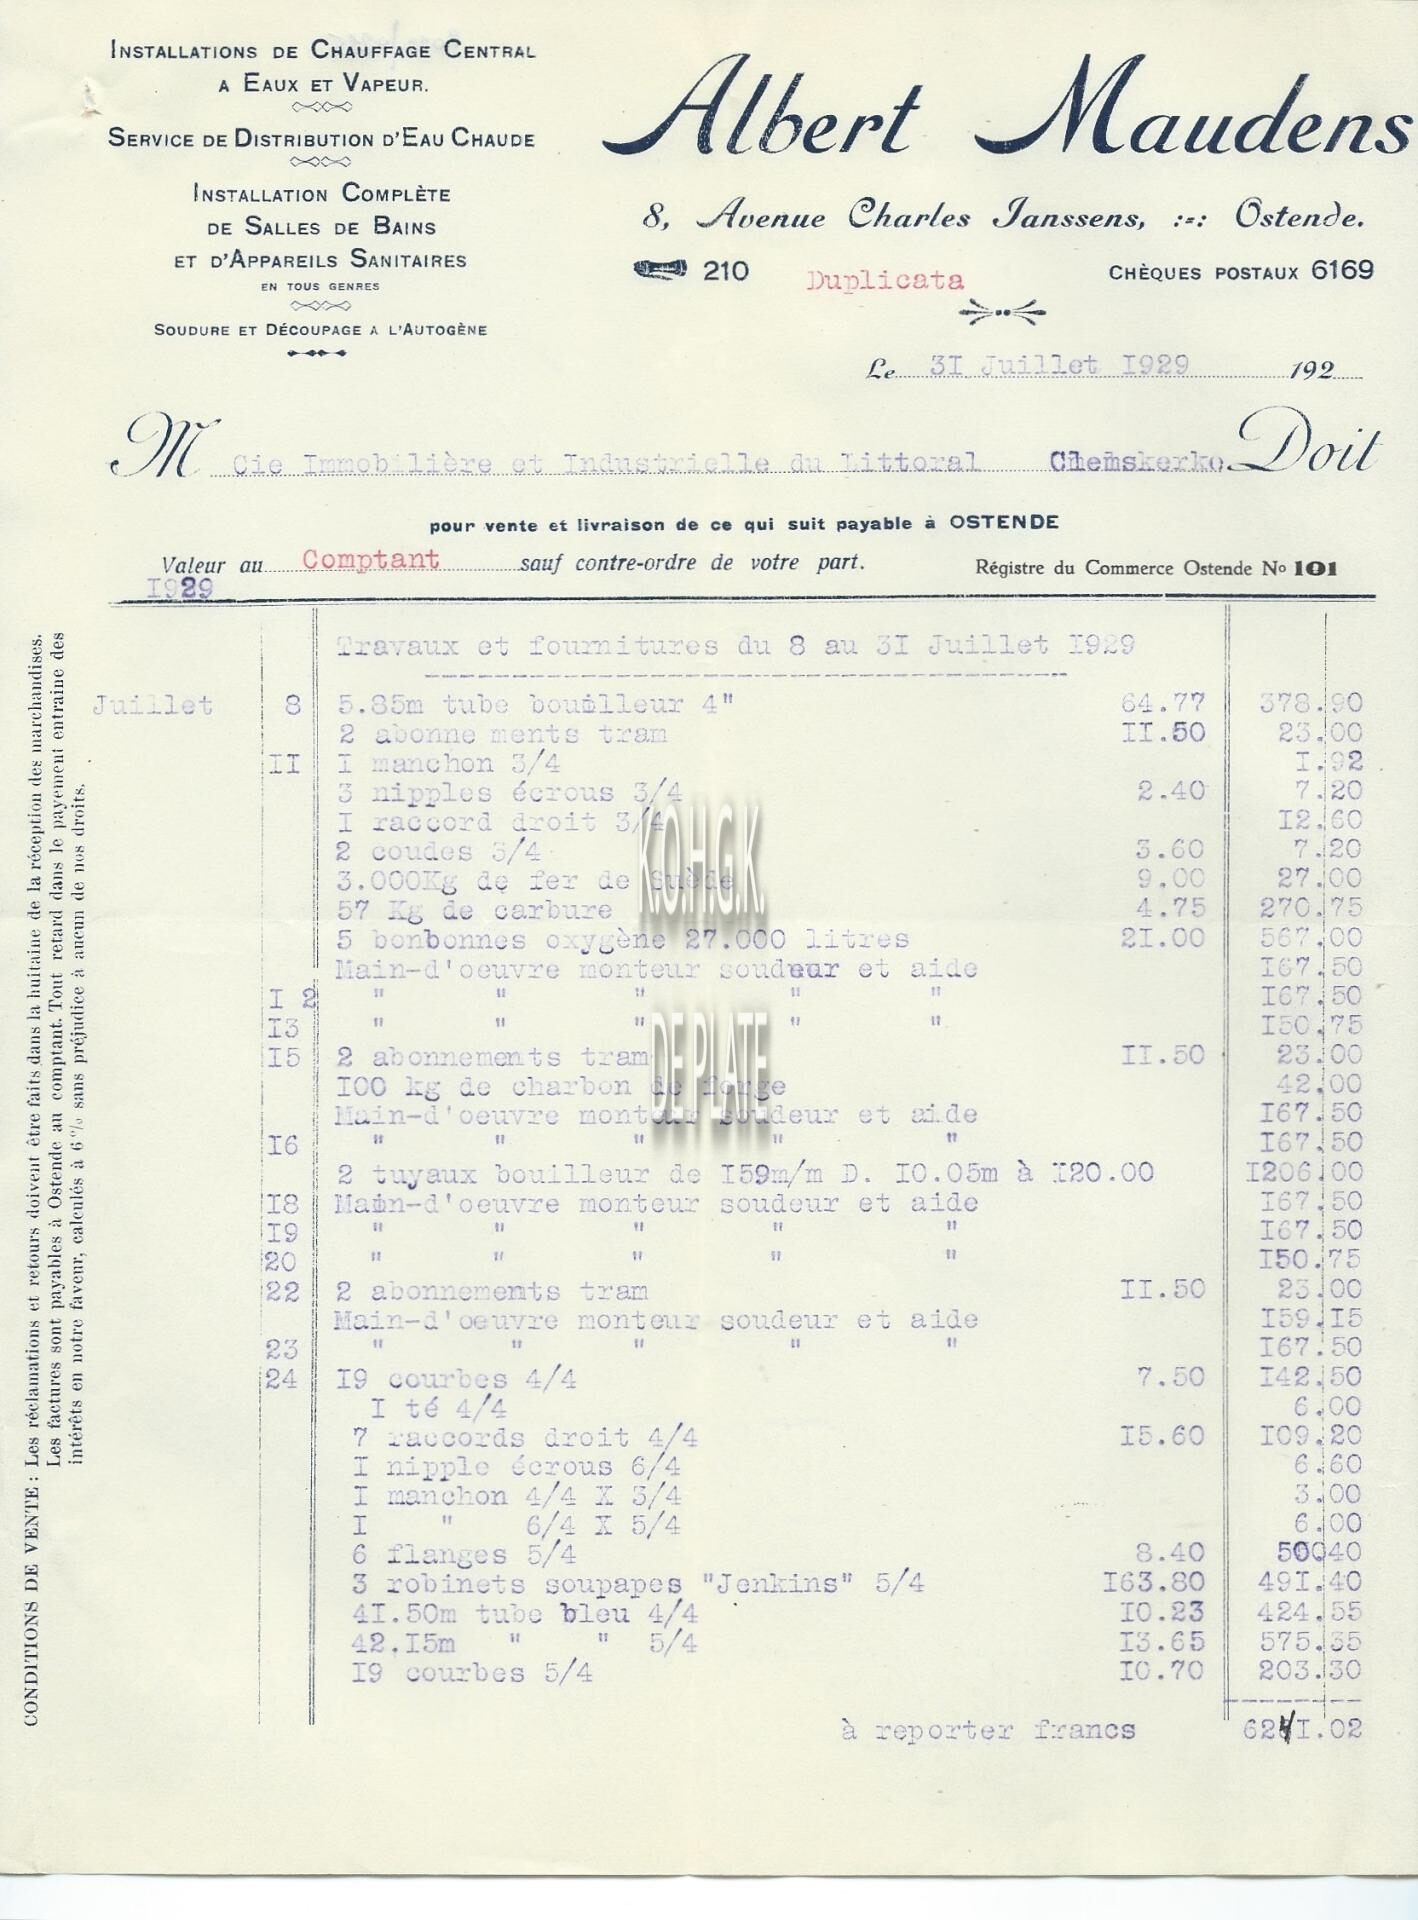 INSTALLATIONS DE CHAUFFAGE CENTRAL
A EAUX ET VAPEUR.
SERVICE DE DISTRIBUTION D'EAU CHAUDE
INSTALLATION COMPLÈTE
DE SALLES DE BAINS
ET D'APPAREILS SANITAIRES
EN TOUS GENRES
SOUDURE ET DÉCOUPAGE A L'AUTOGÈNE
Albert Maudens
8, Avenue Charles Janssens, :=: Ostende.
210 Duplicata CHÈQUES POSTAUX 6169
Le 3I Juillet I929 192
M Cie Immobilière et Industrielle du Littoral Clemskerke Doit
pour vente et livraison de ce qui suit payable à OSTENDE
Valeur au Comptant sauf contre-ordre de votre part. Régistre du Commerce Ostende No 101
I929
Travaux et fournitures du 8 au 3I Juillet I929
Juillet 8 5.85m tube bouilleur 4" 64.77 378.90
2 abonne ments tram II.50 23.00
II I manchon 3/4 I.92
3 nipples écrous 3/4 2.40 7.20
I raccord droit 3/4 I2.60
2 coudes 3/4 3.60 7.20
3.000Kg de fer de Suède 9.00 27.00
57 Kg de carbure 4.75 270.75
5 bonbonnes oxygène 27.000 litres 2I.00 567.00
Main-d'oeuvre monteur soudeur et aide I67.50
I 2 " " " " " I67.50
I3 " " " " " I50.75
I5 2 abonnements tram II.50 23.00
I00 kg de charbon de forge 42.00
Main-d'oeuvre monteur soudeur et aide I67.50
I6 " " " " " I67.50
2 tuyaux bouilleur de I59m/m D. I0.05m à I20.00 I206.00
I8 Main-d'oeuvre monteur soudeur et aide I67.50
I9 " " " " " I67.50
20 " " " " " I50.75
22 2 abonnements tram II.50 23.00
Main-d'oeuvre monteur soudeur et aide I59.I5
23 " " " " " I67.50
24 I9 courbes 4/4 7.50 I42.50
I té 4/4 6.00
7 raccords droit 4/4 I5.60 I09.20
I nipple écrous 6/4 6.60
I manchon 4/4 X 3/4 3.00
I " 6/4 X 5/4 6.00
6 flanges 5/4 8.40 50040
3 robinets soupapes "Jenkins" 5/4 I63.80 49I.40
4I.50m tube bleu 4/4 I0.23 424.55
42.I5m " " 5/4 I3.65 575.35
I9 courbes 5/4 I0.70 203.30
à reporter francs 624I.02
CONDITIONS DE VENTE : Les réclamations et retours doivent être faits dans la huitaine de la réception des marchandises.
Les factures sont payables à Ostende au comptant. Tout retard dans le payement entraine des
intérêts en notre faveur, calculés à 6 % sans préjudice à aucun de nos droits.
K.O.H.G.K.
DE PLATE